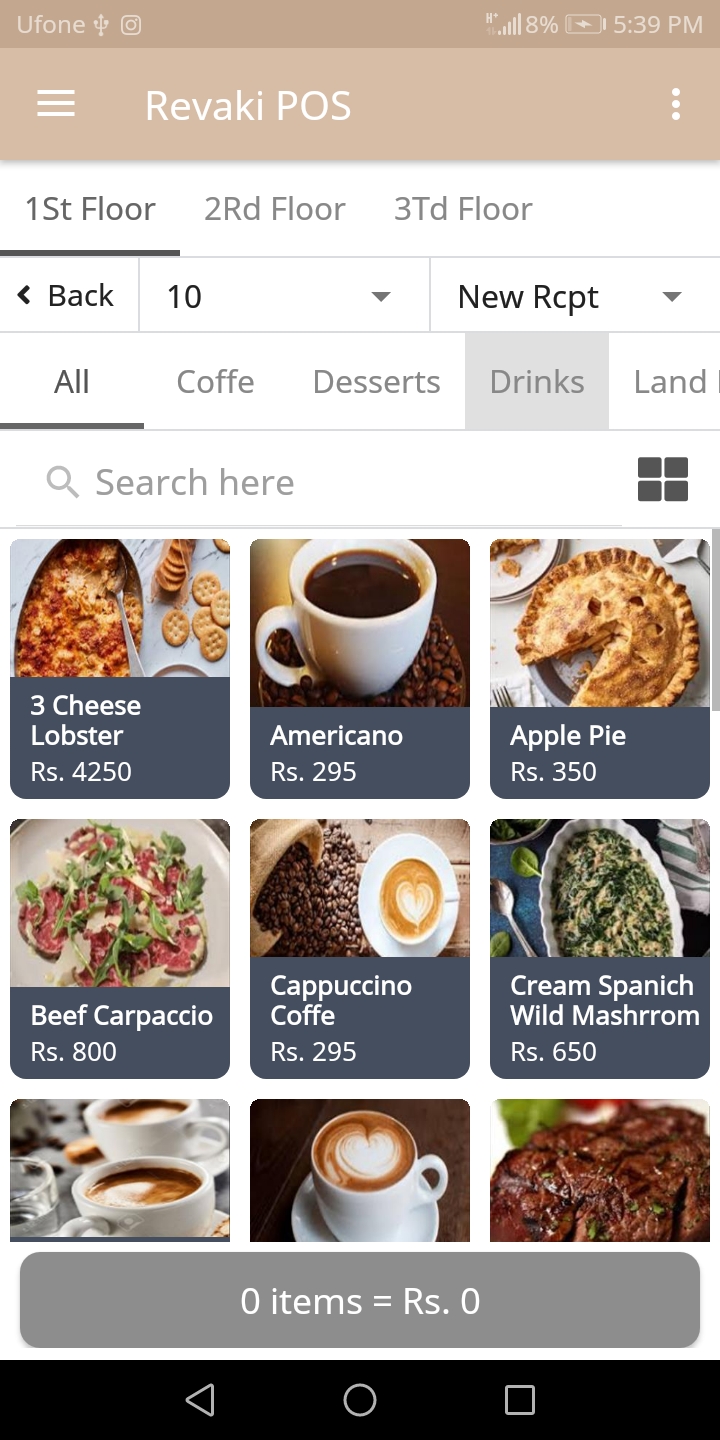 Ufone 8% 5:39 PM
Revaki POS
1St Floor 2Rd Floor 3Td Floor
Back 10 New Rcpt
All Coffe Desserts Drinks Land
Search here
3 Cheese
Lobster
Rs. 4250
Americano
Rs. 295
Apple Pie
Rs. 350
Beef Carpaccio
Rs. 800
Cappuccino
Coffe
Rs. 295
Cream Spanich
Wild Mashrrom
Rs. 650
0 items = Rs. 0